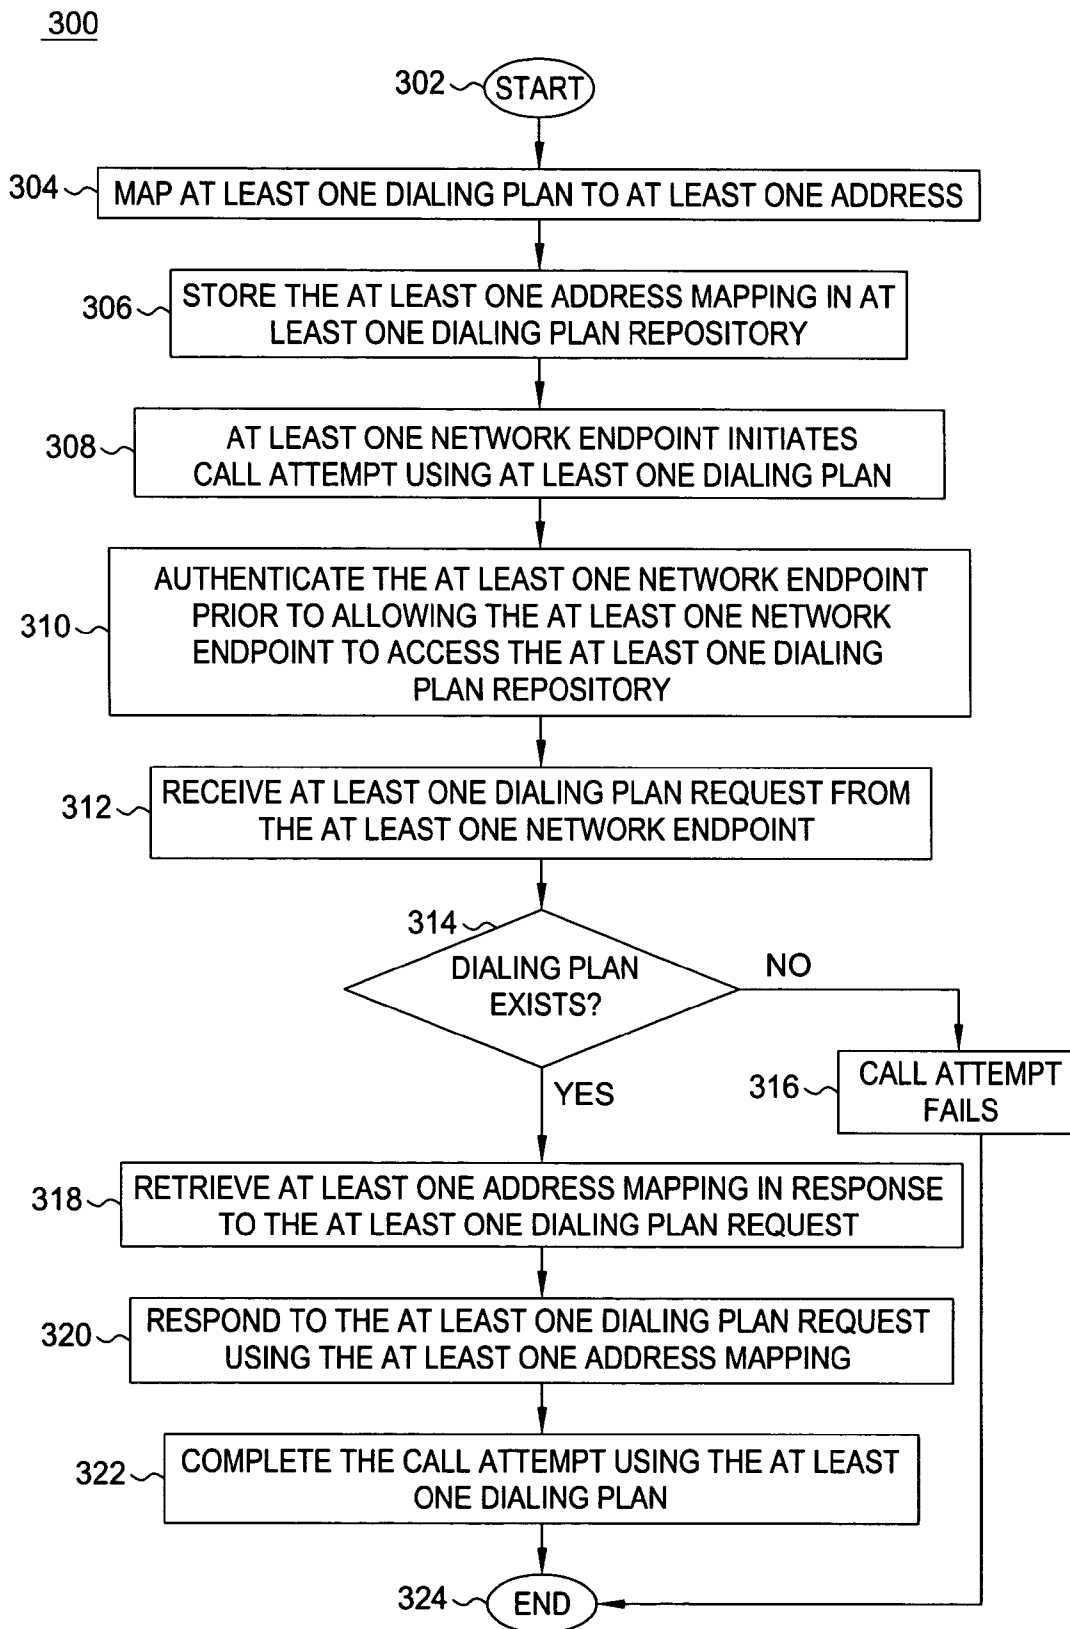 300
302
START
304
MAP AT LEAST ONE DIALING PLAN TO AT LEAST ONE ADDRESS
306
STORE THE AT LEAST ONE ADDRESS MAPPING IN AT
LEAST ONE DIALING PLAN REPOSITORY
308
AT LEAST ONE NETWORK ENDPOINT INITIATES
CALL ATTEMPT USING AT LEAST ONE DIALING PLAN
310
AUTHENTICATE THE AT LEAST ONE NETWORK ENDPOINT
PRIOR TO ALLOWING THE AT LEAST ONE NETWORK
ENDPOINT TO ACCESS THE AT LEAST ONE DIALING
PLAN REPOSITORY
312
RECEIVE AT LEAST ONE DIALING PLAN REQUEST FROM
THE AT LEAST ONE NETWORK ENDPOINT
314
DIALING PLAN
EXISTS?
NO
316
CALL ATTEMPT
FAILS
YES
318
RETRIEVE AT LEAST ONE ADDRESS MAPPING IN RESPONSE
TO THE AT LEAST ONE DIALING PLAN REQUEST
320
RESPOND TO THE AT LEAST ONE DIALING PLAN REQUEST
USING THE AT LEAST ONE ADDRESS MAPPING
322
COMPLETE THE CALL ATTEMPT USING THE AT LEAST
ONE DIALING PLAN
324
END